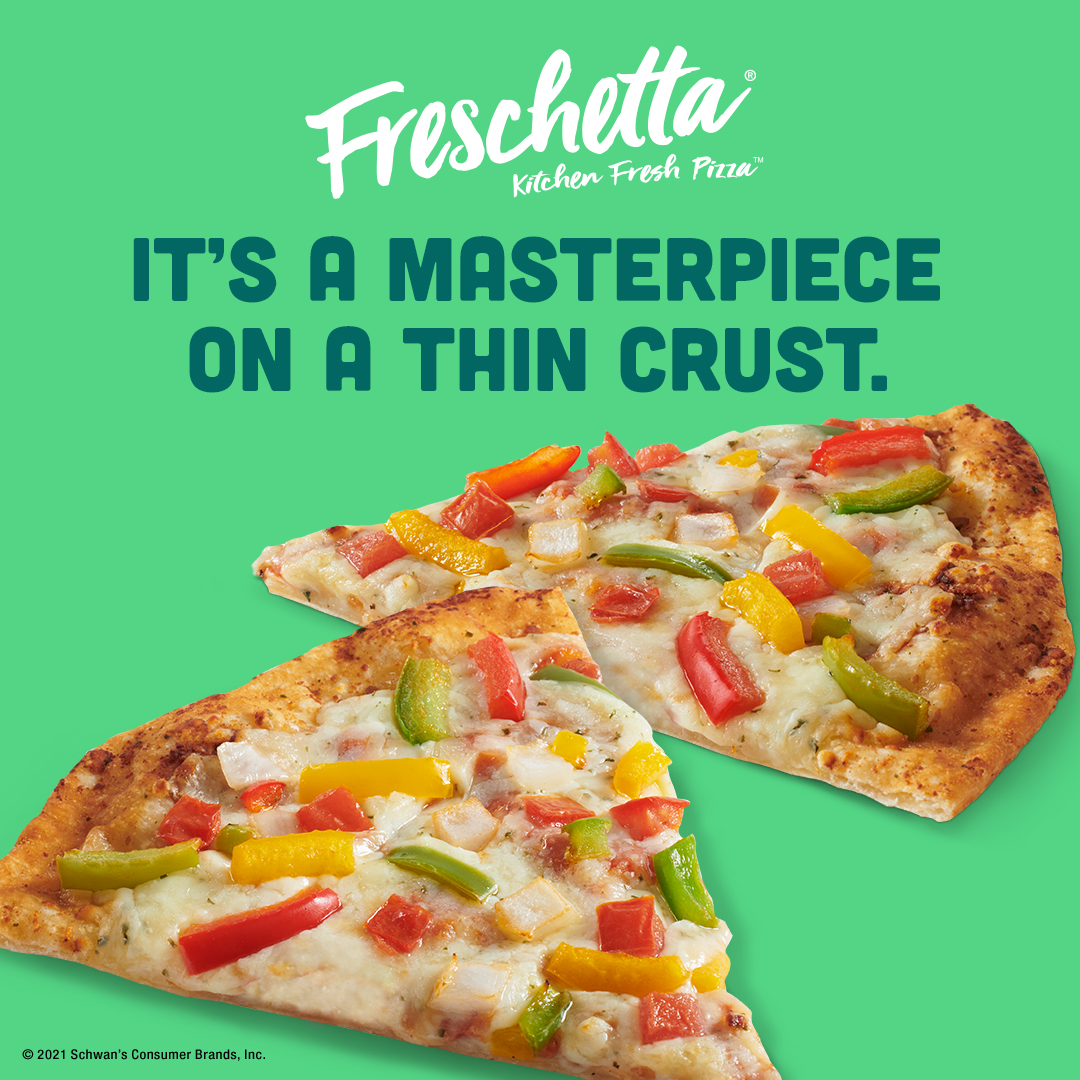 Freschetta®
Kitchen Fresh Pizza™
IT'S A MASTERPIECE
ON A THIN CRUST.
© 2021 Schwan's Consumer Brands, Inc.